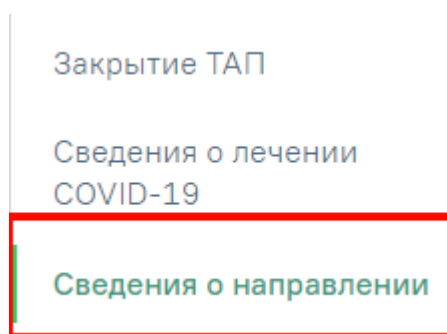 Закрытие ТАП
Сведения о лечении
COVID-19
Сведения о направлении